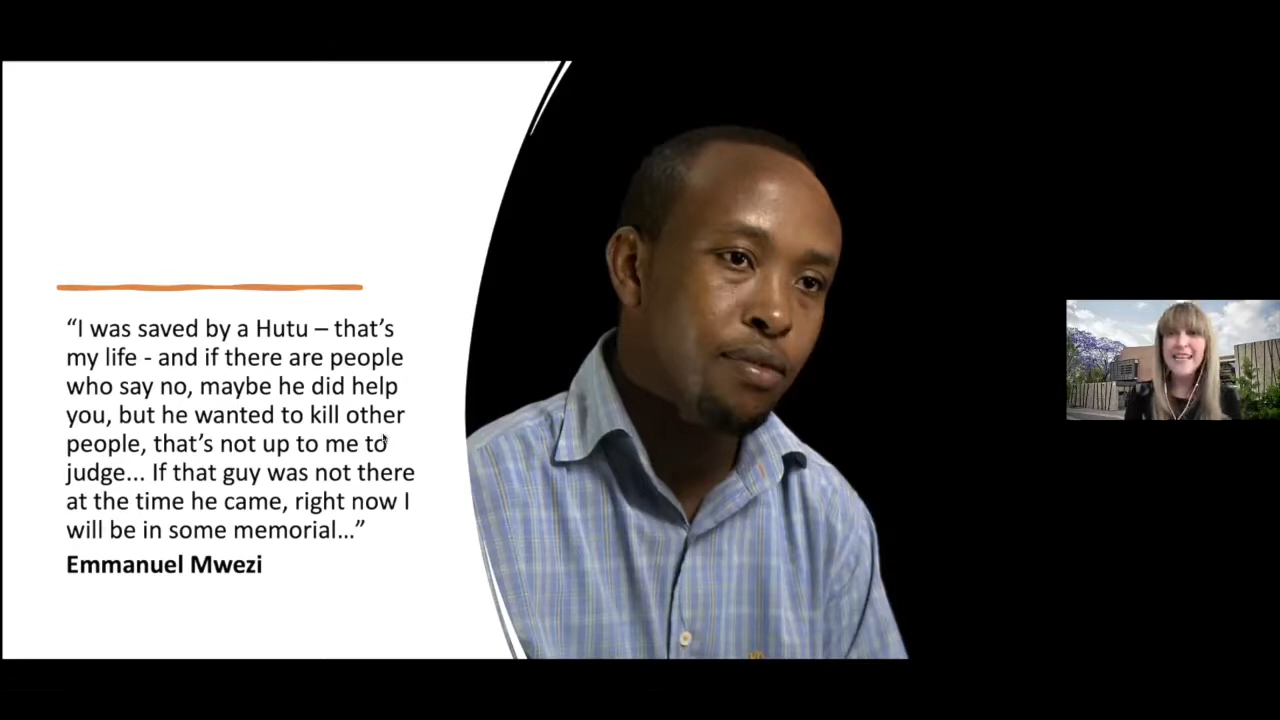 “I was saved by a Hutu – that’s
my life - and if there are people
who say no, maybe he did help
you, but he wanted to kill other
people, that’s not up to me to
judge... If that guy was not there
at the time he came, right now I
will be in some memorial…”
Emmanuel Mwezi